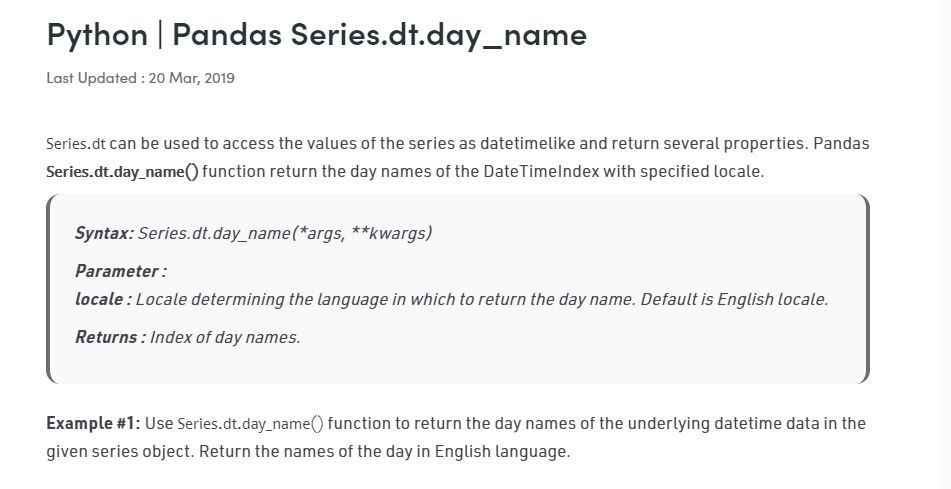 Python | Pandas Series.dt.day_name
Last Updated : 20 Mar, 2019
Series.dt can be used to access the values of the series as datetimelike and return several properties. Pandas
Series.dt.day_name() function return the day names of the DateTimeIndex with specified locale.
Syntax: Series.dt.day_name(*args, **kwargs)
Parameter :
locale : Locale determining the language in which to return the day name. Default is English locale.
Returns : Index of day names.
Example #1: Use Series.dt.day_name() function to return the day names of the underlying datetime data in the
given series object. Return the names of the day in English language.